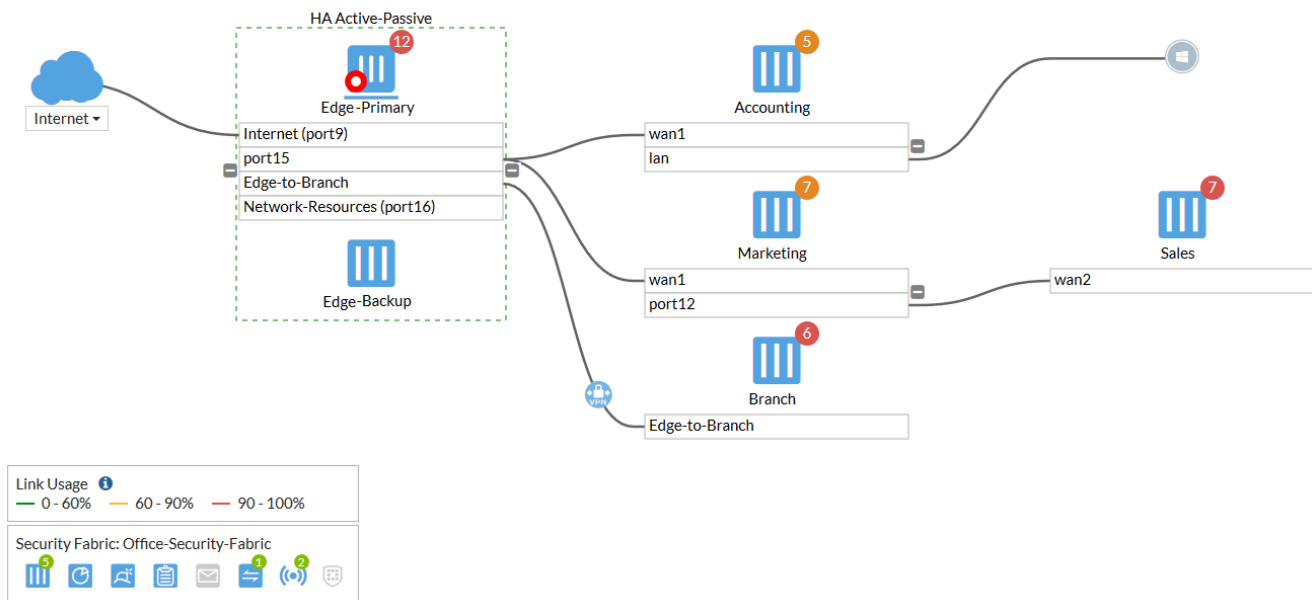 HA Active-Passive
12
Edge-Primary
Internet
Internet (port9)
port15
Edge-to-Branch
Network-Resources (port16)
Edge-Backup
5
Accounting
wan1
lan
7
Marketing
wan1
port12
7
Sales
wan2
6
Branch
VPN
Edge-to-Branch
Link Usage
0 - 60% 60 - 90% 90 - 100%
Security Fabric: Office-Security-Fabric
5 1 2